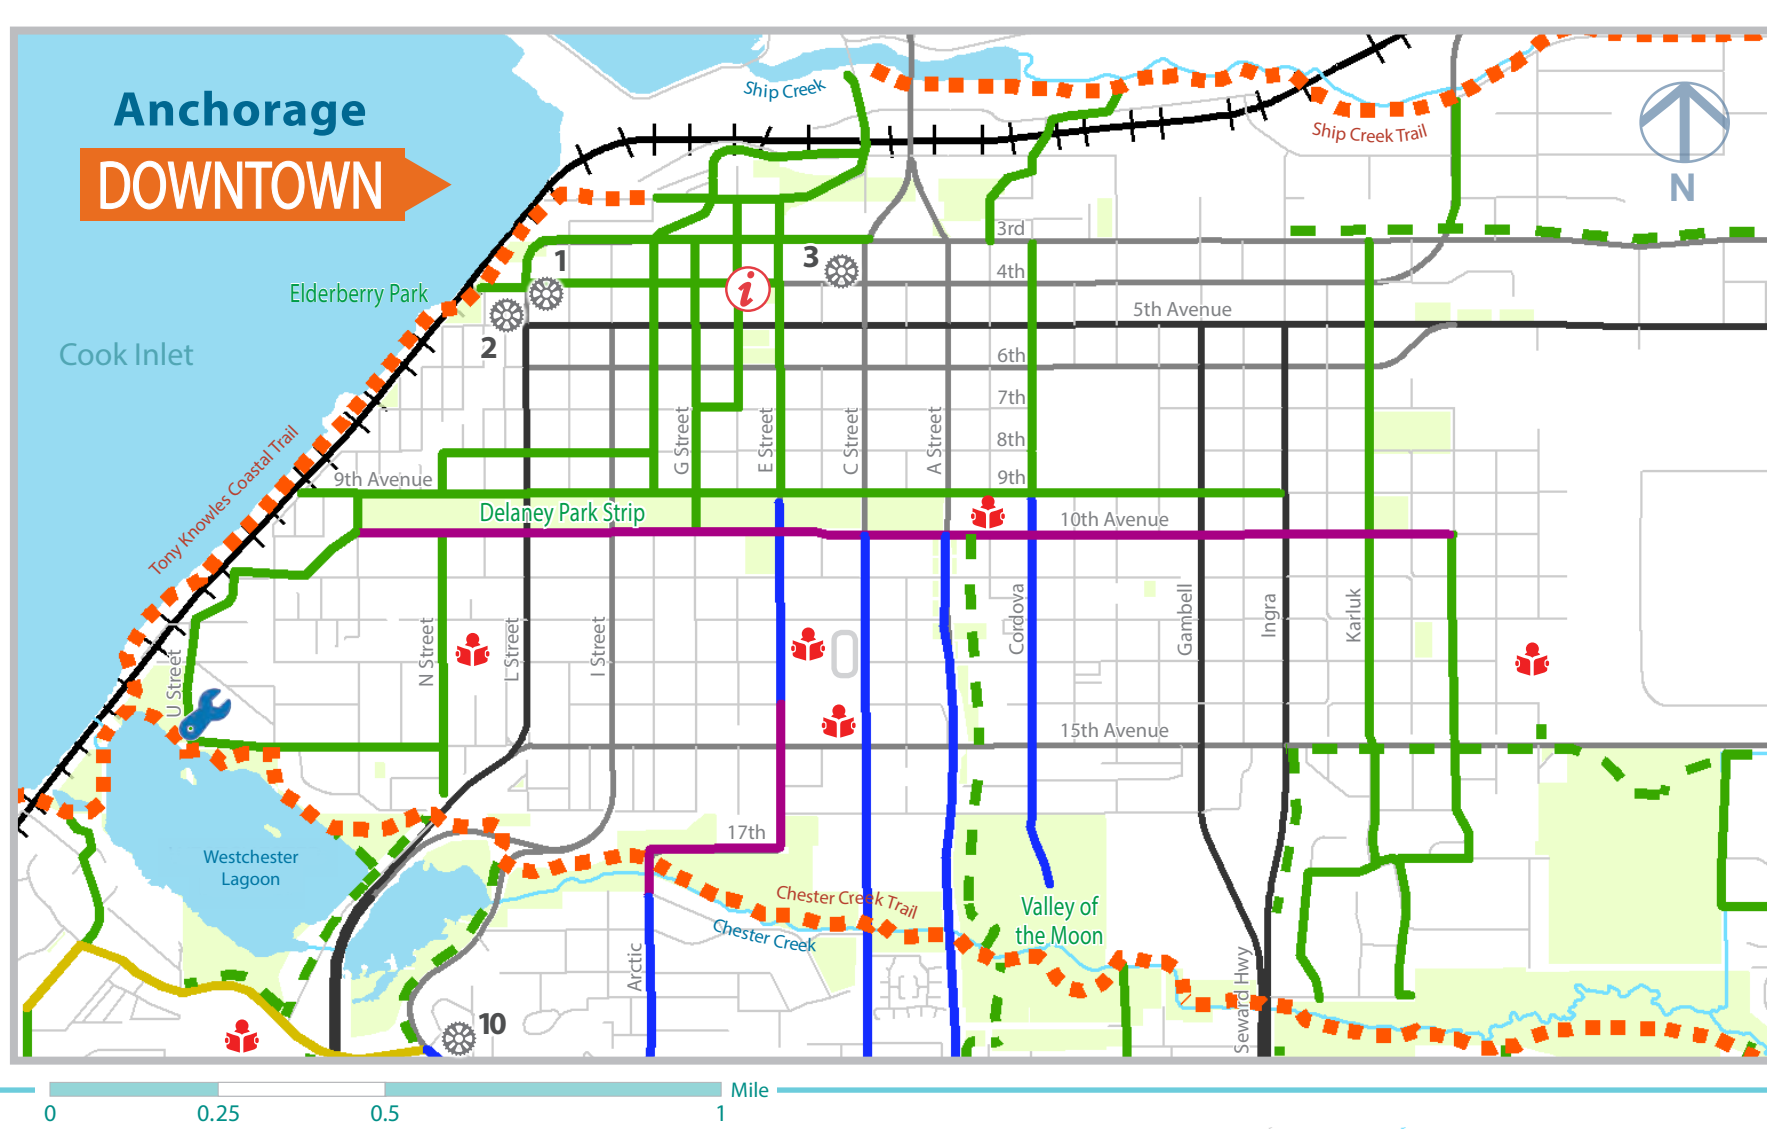 Anchorage
DOWNTOWN
Ship Creek
Ship Creek Trail
N
3rd
1
3
4th
Elderberry Park
i
5th Avenue
2
Cook Inlet
6th
7th
G Street
E Street
C Street
A Street
8th
Tony Knowles Coastal Trail
9th Avenue
9th
Delaney Park Strip
10th Avenue
U Street
N Street
L Street
I Street
Cordova
Gambell
Ingra
Karluk
15th Avenue
17th
Westchester
Lagoon
Chester Creek Trail
Chester Creek
Valley of
the Moon
Arctic
Seward Hwy
10
Mile
0
0.25
0.5
1